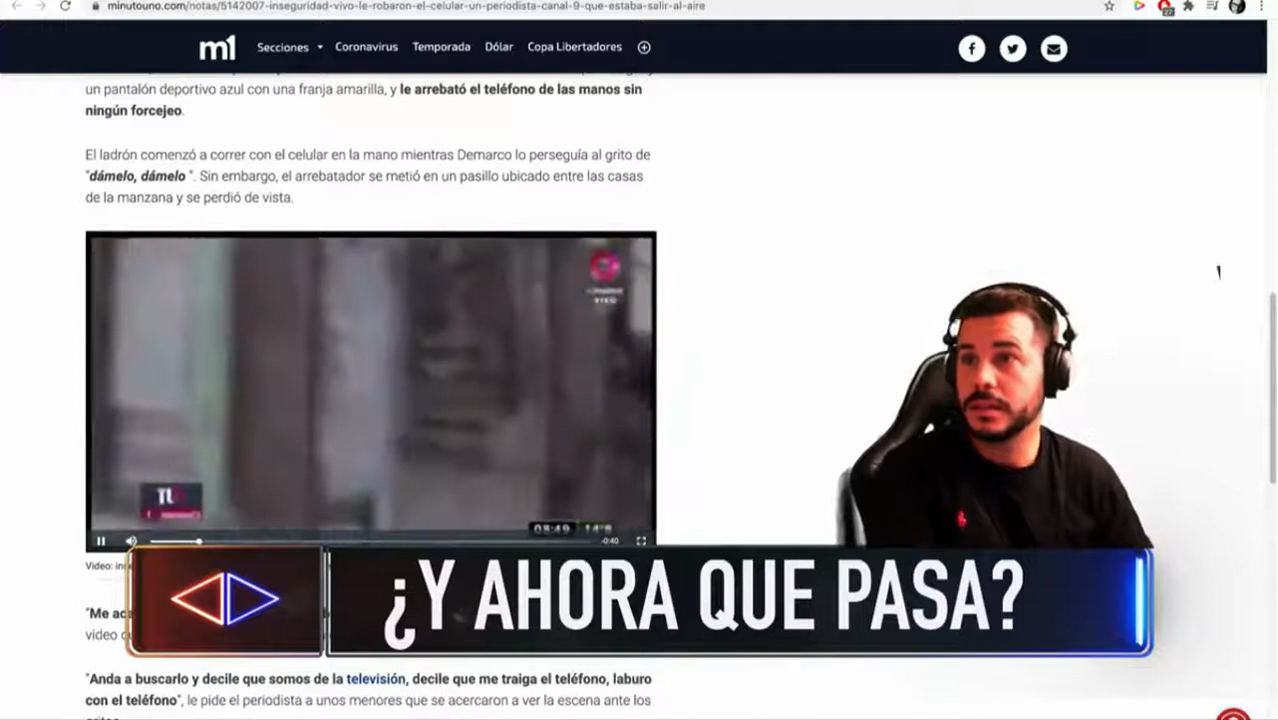 minutouno.com/notas/5142007-inseguridad-vivo-le-robaron-el-celular-un-periodista-canal-9-que-estaba-salir-al-aire
m1 Secciones Coronavirus Temporada Dólar Copa Libertadores
un pantalón deportivo azul con una franja amarilla, y le arrebató el teléfono de las manos sin
ningún forcejeo.
El ladrón comenzó a correr con el celular en la mano mientras Demarco lo perseguía al grito de
"dámelo, dámelo ". Sin embargo, el arrebatador se metió en un pasillo ubicado entre las casas
de la manzana y se perdió de vista.
08:49
-0:40
Video:
¿Y AHORA QUE PASA?
"Me
video
"Anda a buscarlo y decile que somos de la televisión, decile que me traiga el teléfono, laburo
con el teléfono", le pide el periodista a unos menores que se acercaron a ver la escena ante los